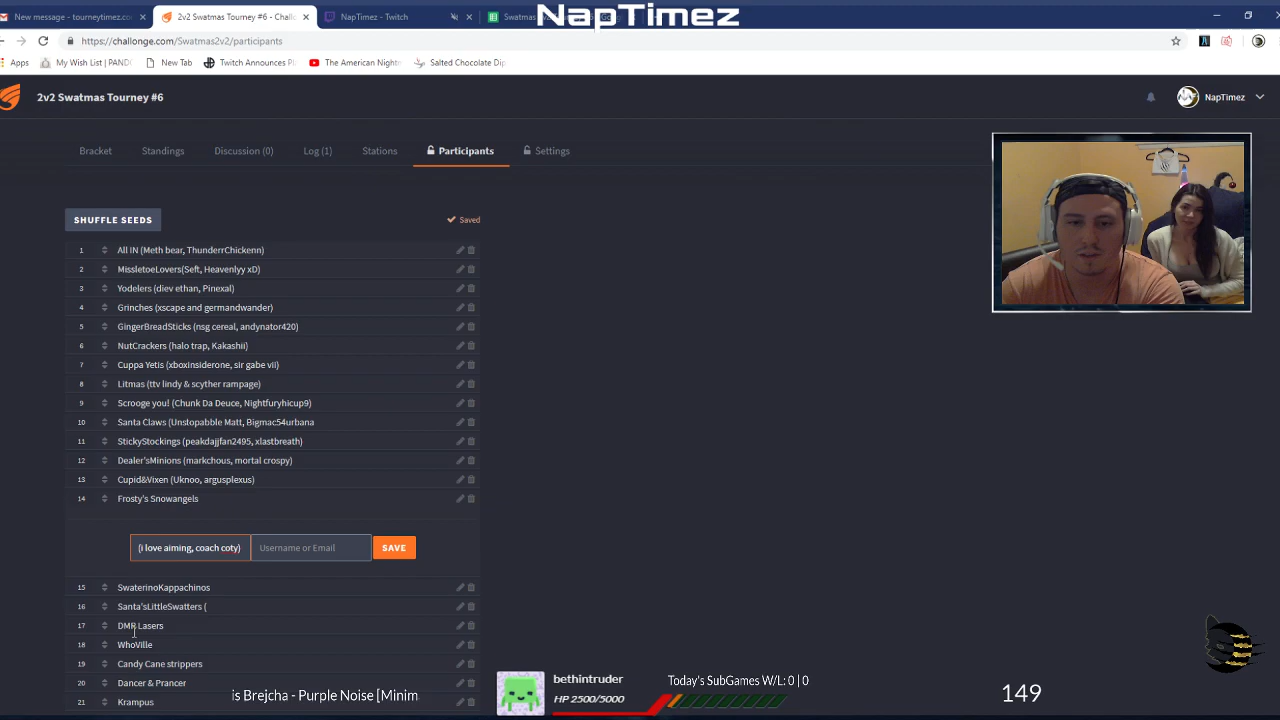 New message - tourneytimez.co
2v2 Swatmas Tourney #6 - Challo
NapTimez - Twitch
Swatmas
NapTimez
https://challonge.com/Swatmas2v2/participants
Apps
My Wish List | PAND
New Tab
Twitch Announces Pl
The American Night
Salted Chocolate Dip
2v2 Swatmas Tourney #6
NapTimez
Bracket
Standings
Discussion (0)
Log (1)
Stations
Participants
Settings
SHUFFLE SEEDS
Saved
1 All IN (Meth bear, ThunderrChickenn)
2 MissletoeLovers(Seft, Heavenlyy xD)
3 Yodelers (diev ethan, Pinexal)
4 Grinches (xscape and germandwander)
5 GingerBreadSticks (nsg cereal, andynator420)
6 NutCrackers (halo trap, Kakashii)
7 Cuppa Yetis (xboxinsiderone, sir gabe vii)
8 Litmas (ttv lindy & scyther rampage)
9 Scrooge you! (Chunk Da Deuce, Nightfuryhicup9)
10 Santa Claws (Unstopabble Matt, Bigmac54urbana
11 StickyStockings (peakdajjfan2495, xlastbreath)
12 Dealer'sMinions (markchous, mortal crospy)
13 Cupid&Vixen (Uknoo, argusplexus)
14 Frosty's Snowangels
(i love aiming, coach coty)
Username or Email
SAVE
15 SwaterinoKappachinos
16 Santa'sLittleSwatters (
17 DMR Lasers
18 WhoVille
19 Candy Cane strippers
20 Dancer & Prancer
21 Krampus
is Brejcha - Purple Noise [Minim
bethintruder
HP 2500/5000
Today's SubGames W/L: 0 | 0
149